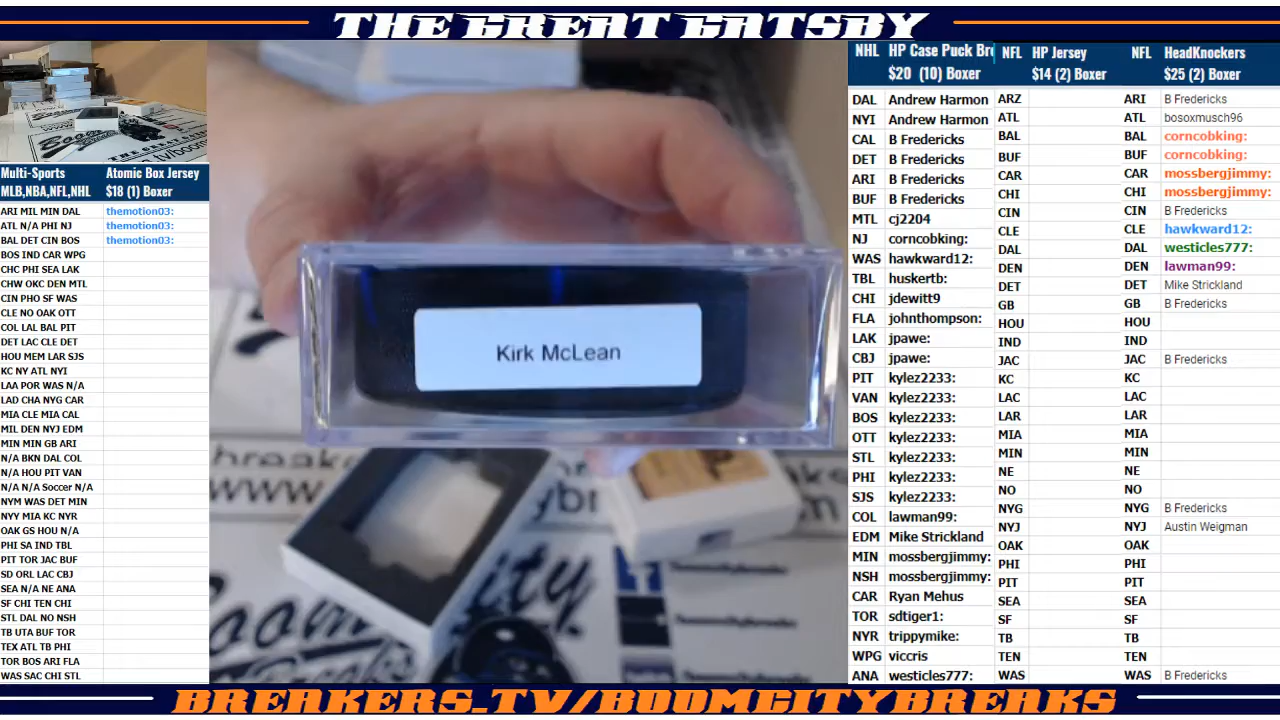 THE GREAT GATSBY
Multi-Sports Atomic Box Jersey
MLB,NBA,NFL,NHL $18 (1) Boxer
ARI MIL MIN DAL themotion03:
ATL N/A PHI NJ themotion03:
BAL DET CIN BOS themotion03:
BOS IND CAR WPG
CHC PHI SEA LAK
CHW OKC DEN MTL
CIN PHO SF WAS
CLE NO OAK OTT
COL LAL BAL PIT
DET LAC CLE DET
HOU MEM LAR SJS
KC NY ATL NYI
LAA POR WAS N/A
LAD CHA NYG CAR
MIA CLE MIA CAL
MIL DEN NYJ EDM
MIN MIN GB ARI
N/A BKN DAL COL
N/A HOU PIT VAN
N/A N/A Soccer N/A
NYM WAS DET MIN
NYY MIA KC NYR
OAK GS HOU N/A
PHI SA IND TBL
PIT TOR JAC BUF
SD ORL LAC CBJ
SEA N/A NE ANA
SF CHI TEN CHI
STL DAL NO NSH
TB UTA BUF TOR
TEX ATL TB PHI
TOR BOS ARI FLA
WAS SAC CHI STL
Kirk McLean
NHL HP Case Puck Bre
$20 (10) Boxer
DAL Andrew Harmon
NYI Andrew Harmon
CAL B Fredericks
DET B Fredericks
ARI B Fredericks
BUF B Fredericks
MTL cj2204
NJ corncobking:
WAS hawkward12:
TBL huskertb:
CHI jdewitt9
FLA johnthompson:
LAK jpawe:
CBJ jpawe:
PIT kylez2233:
VAN kylez2233:
BOS kylez2233:
OTT kylez2233:
STL kylez2233:
PHI kylez2233:
SJS kylez2233:
COL lawman99:
EDM Mike Strickland
MIN mossbergjimmy:
NSH mossbergjimmy:
CAR Ryan Mehus
TOR sdtiger1:
NYR trippymike:
WPG viccris
ANA westicles777:
NFL HP Jersey
$14 (2) Boxer
ARZ
ATL
BAL
BUF
CAR
CHI
CIN
CLE
DAL
DEN
DET
GB
HOU
IND
JAC
KC
LAC
LAR
MIA
MIN
NE
NO
NYG
NYJ
OAK
PHI
PIT
SEA
SF
TB
TEN
WAS
NFL HeadKnockers
$25 (2) Boxer
ARI B Fredericks
ATL bosoxmusch96
BAL corncobking:
BUF corncobking:
CAR mossbergjimmy:
CHI mossbergjimmy:
CIN B Fredericks
CLE hawkward12:
DAL westicles777:
DEN lawman99:
DET Mike Strickland
GB B Fredericks
HOU
IND
JAC B Fredericks
KC
LAC
LAR
MIA
MIN
NE
NO
NYG B Fredericks
NYJ Austin Weigman
OAK
PHI
PIT
SEA
SF
TB
TEN
WAS B Fredericks
BREAKERS.TV/BOOMCITYBREAKS